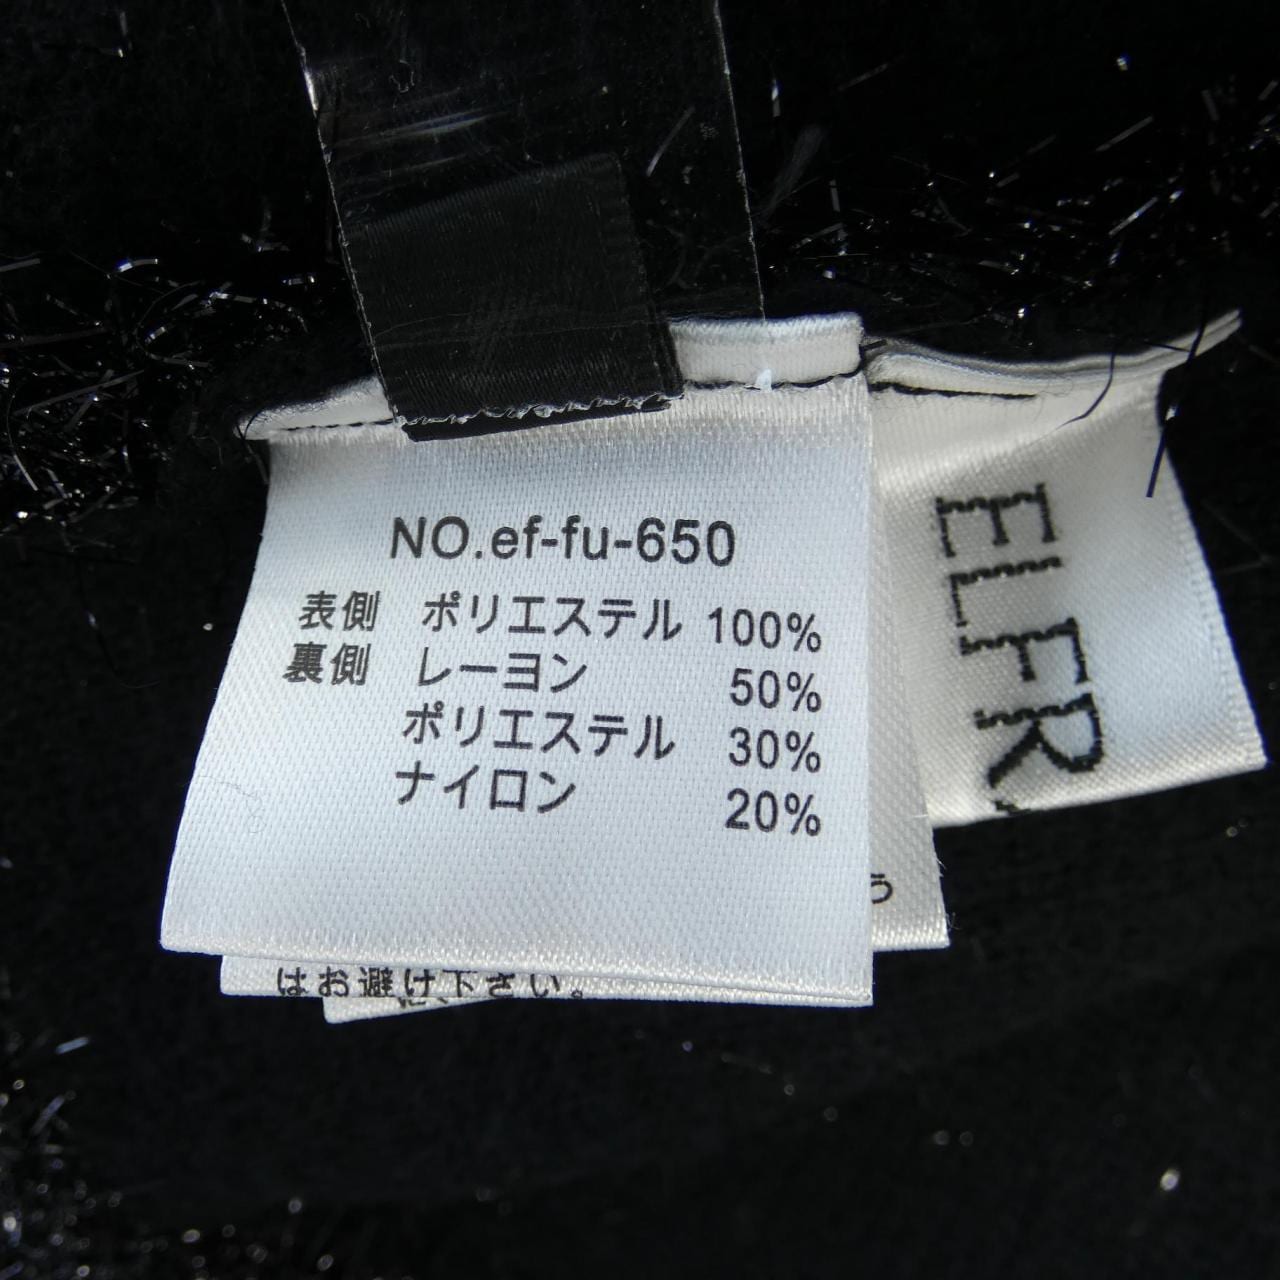 NO.ef-fu-650
表側 ポリエステル 100%
裏側 レーヨン 50%
ポリエステル 30%
ナイロン 20%
ELFR
う
はお避け下さい。